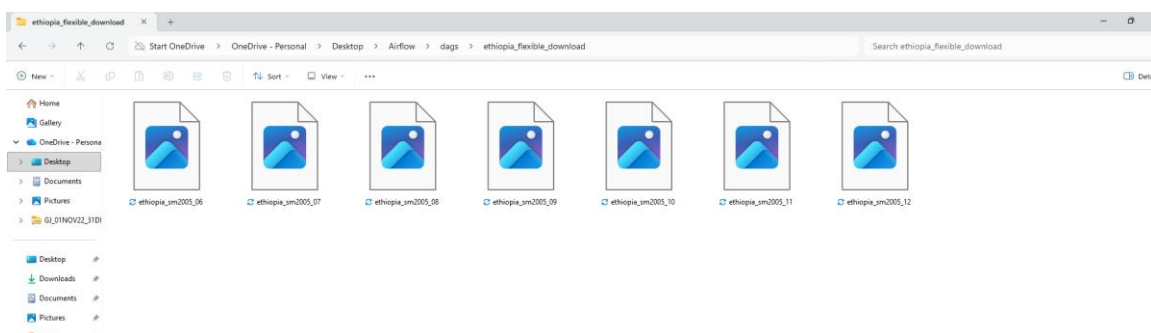 ethiopia_flexible_download
Start OneDrive > OneDrive - Personal > Desktop > Airflow > dags > ethiopia_flexible_download
Search ethiopia_flexible_download
New
Sort
View
Home
Gallery
OneDrive - Persona
Desktop
Documents
Pictures
GJ_01NOV22_31D
Desktop
Downloads
Documents
Pictures
ethiopia_sm2005_06
ethiopia_sm2005_07
ethiopia_sm2005_08
ethiopia_sm2005_09
ethiopia_sm2005_10
ethiopia_sm2005_11
ethiopia_sm2005_12